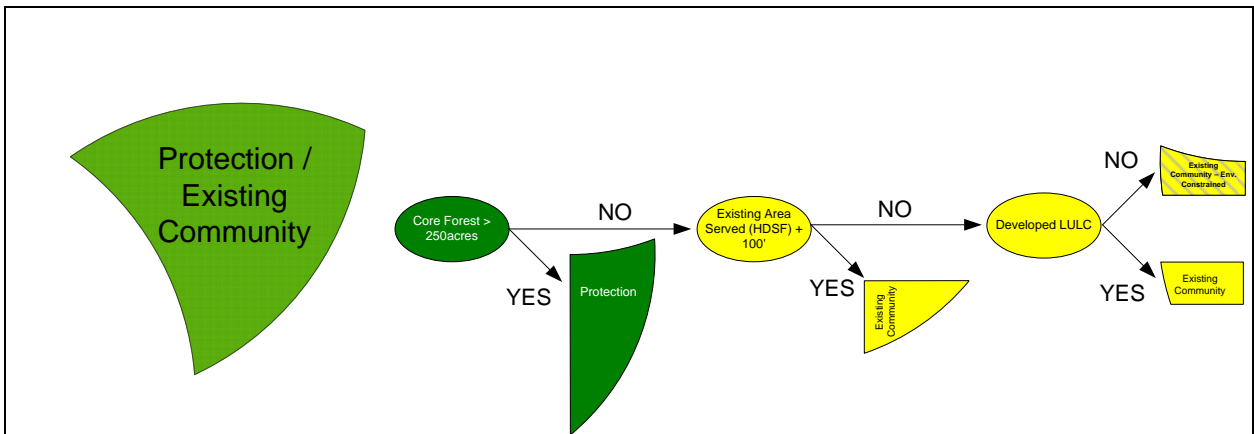 Protection /
Existing
Community
Core Forest >
250acres
NO
YES
Protection
Existing Area
Served (HDSF) +
100'
NO
YES
Existing
Community
Developed LULC
NO
Existing
Community – Env.
Constrained
YES
Existing
Community